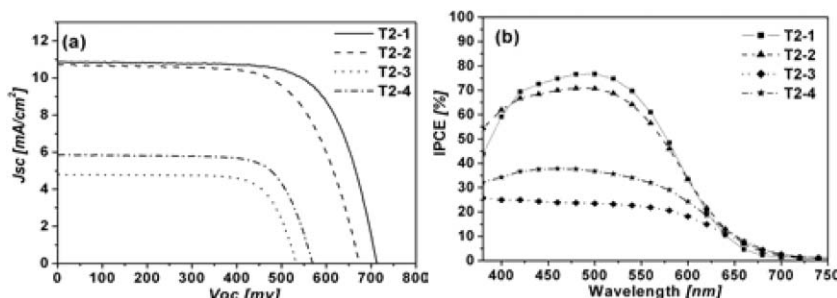 (a)
T2-1
T2-2
T2-3
T2-4
Jsc [mA/cm²]
12
10
8
6
4
2
0
0 100 200 300 400 500 600 700 800
Voc [mv]
(b)
T2-1
T2-2
T2-3
T2-4
IPCE [%]
100
90
80
70
60
50
40
30
20
10
0
400 450 500 550 600 650 700 750
Wavelength [nm]